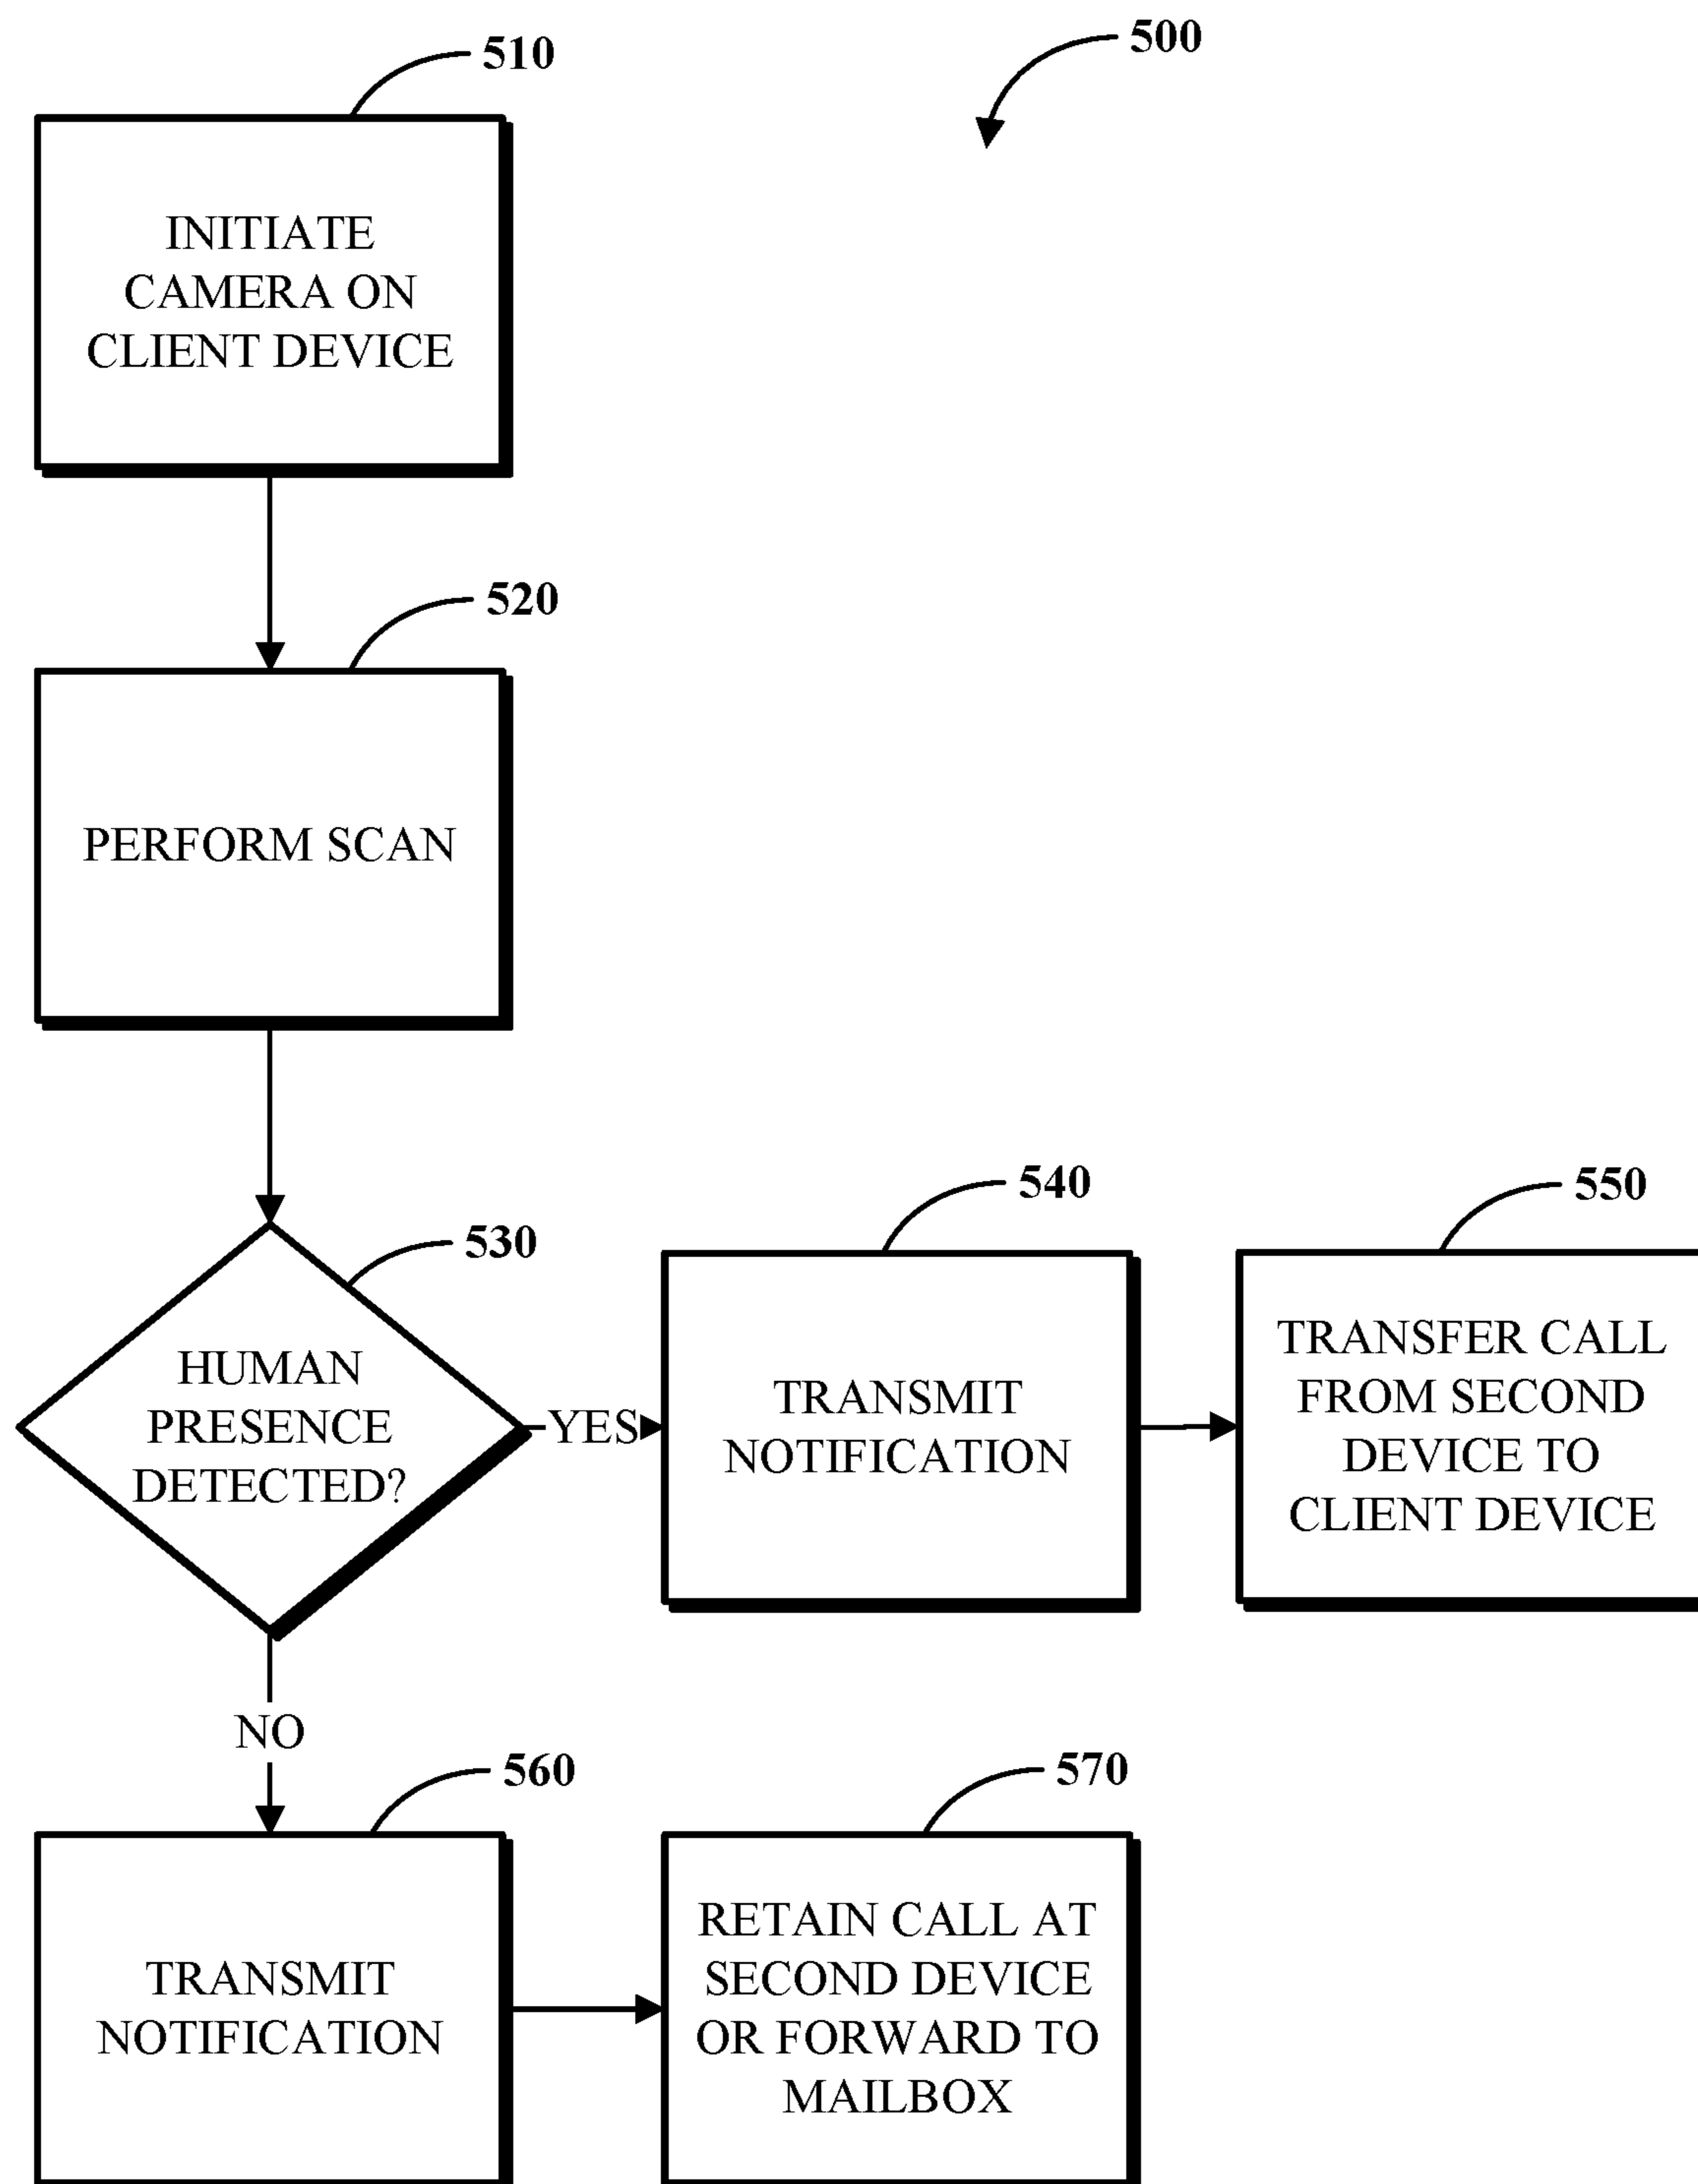 510
500
INITIATE
CAMERA ON
CLIENT DEVICE
520
PERFORM SCAN
530
HUMAN
PRESENCE
DETECTED?
YES
540
TRANSMIT
NOTIFICATION
550
TRANSFER CALL
FROM SECOND
DEVICE TO
CLIENT DEVICE
NO
560
TRANSMIT
NOTIFICATION
570
RETAIN CALL AT
SECOND DEVICE
OR FORWARD TO
MAILBOX